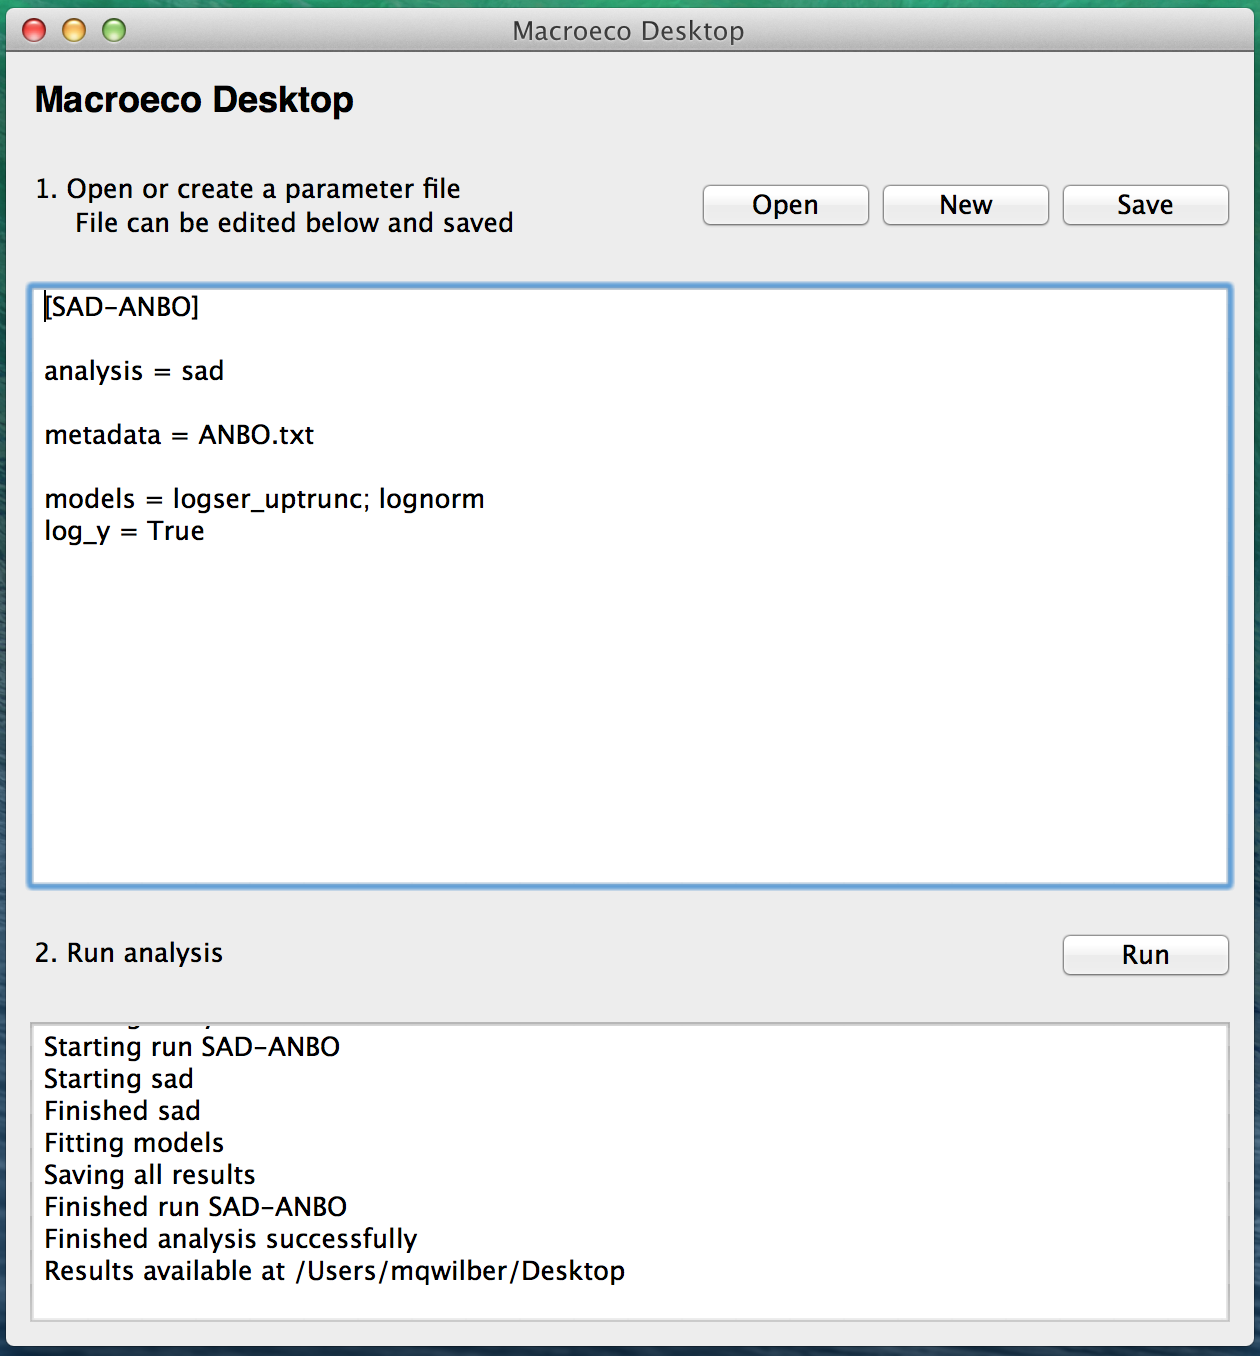 Macroeco Desktop
Macroeco Desktop
1. Open or create a parameter file
File can be edited below and saved
Open
New
Save
[SAD-ANBO]
analysis = sad
metadata = ANBO.txt
models = logser_uptrunc; lognorm
log_y = True
2. Run analysis
Run
Starting run SAD-ANBO
Starting sad
Finished sad
Fitting models
Saving all results
Finished run SAD-ANBO
Finished analysis successfully
Results available at /Users/mqwilber/Desktop